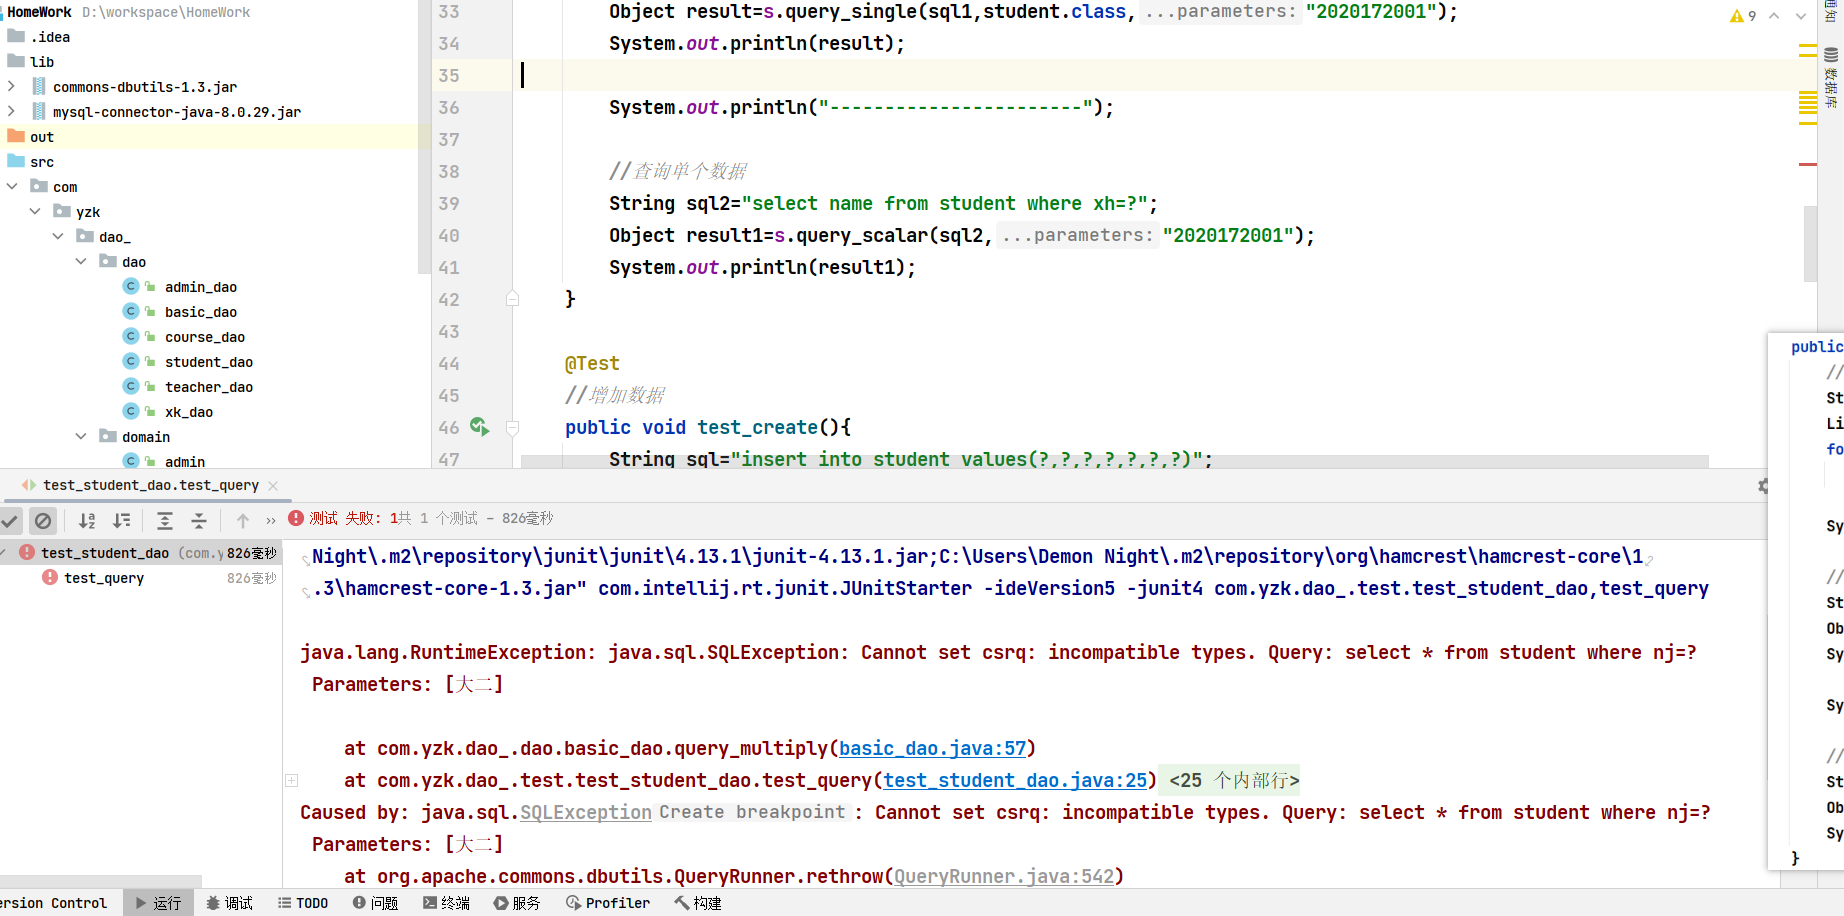 HomeWork D:\workspace\HomeWork
.idea
lib
commons-dbutils-1.3.jar
mysql-connector-java-8.0.29.jar
out
src
com
yzk
dao_
dao
admin_dao
basic_dao
course_dao
student_dao
teacher_dao
xk_dao
domain
admin
33 Object result=s.query_single(sql1,student.class, ...parameters: "2020172001");
34 System.out.println(result);
35
36 System.out.println("-----------------------");
37
38 //查询单个数据
39 String sql2="select name from student where xh=?";
40 Object result1=s.query_scalar(sql2, ...parameters: "2020172001");
41 System.out.println(result1);
42 }
43
44 @Test
45 //增加数据
46 public void test_create(){
47 String sql="insert into student values(?,?,?,?,?,?,?)";
9
通知
数据库
public
//
St
Li
fo
Sy
//
St
Ob
Sy
Sy
//
St
Ob
Sy
}
test_student_dao.test_query
测试 失败: 1共 1 个测试 – 826毫秒
test_student_dao (com.y 826毫秒
test_query 826毫秒
Night\.m2\repository\junit\junit\4.13.1\junit-4.13.1.jar;C:\Users\Demon Night\.m2\repository\org\hamcrest\hamcrest-core\1
.3\hamcrest-core-1.3.jar" com.intellij.rt.junit.JUnitStarter -ideVersion5 -junit4 com.yzk.dao_.test.test_student_dao,test_query
java.lang.RuntimeException: java.sql.SQLException: Cannot set csrq: incompatible types. Query: select * from student where nj=?
Parameters: [大二]
at com.yzk.dao_.dao.basic_dao.query_multiply(basic_dao.java:57)
at com.yzk.dao_.test.test_student_dao.test_query(test_student_dao.java:25) <25 个内部行>
Caused by: java.sql.SQLException Create breakpoint : Cannot set csrq: incompatible types. Query: select * from student where nj=?
Parameters: [大二]
at org.apache.commons.dbutils.QueryRunner.rethrow(QueryRunner.java:542)
ersion Control 运行 调试 TODO 问题 终端 服务 Profiler 构建